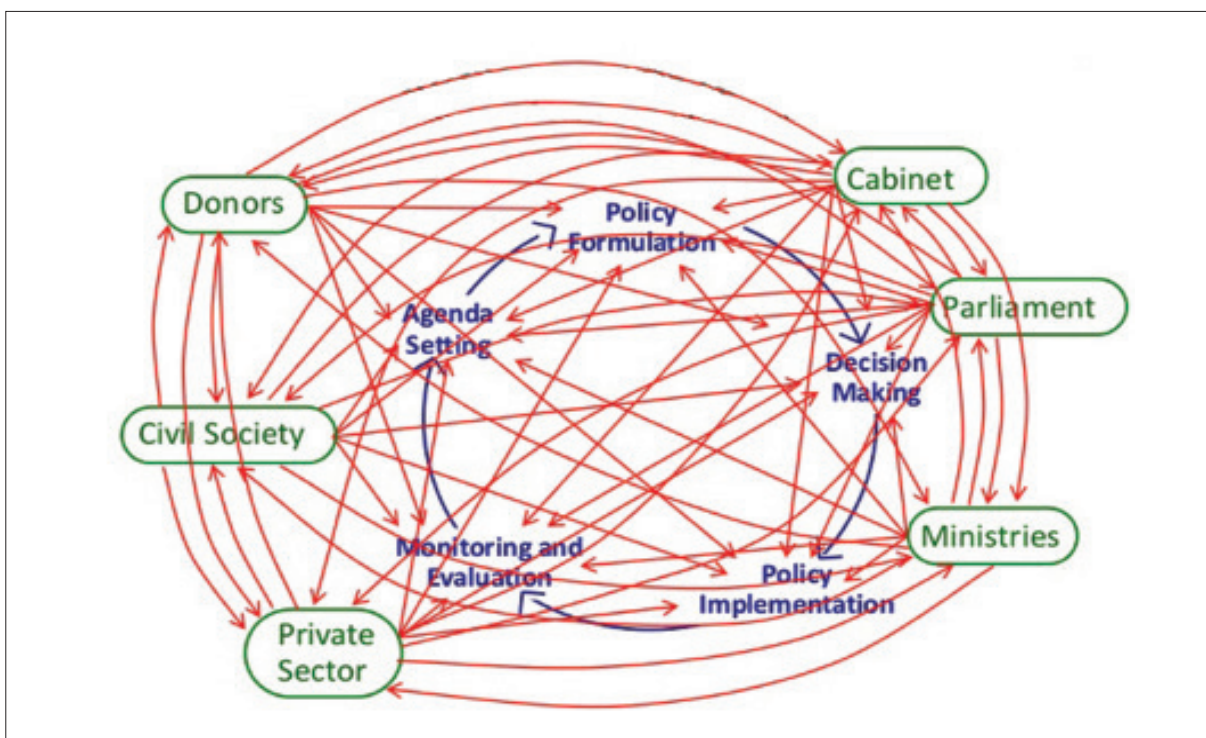 Donors
Cabinet
Policy
Formulation
Parliament
Agenda
Setting
Decision
Making
Civil Society
Ministries
Monitoring and
Evaluation
Policy
Implementation
Private
Sector